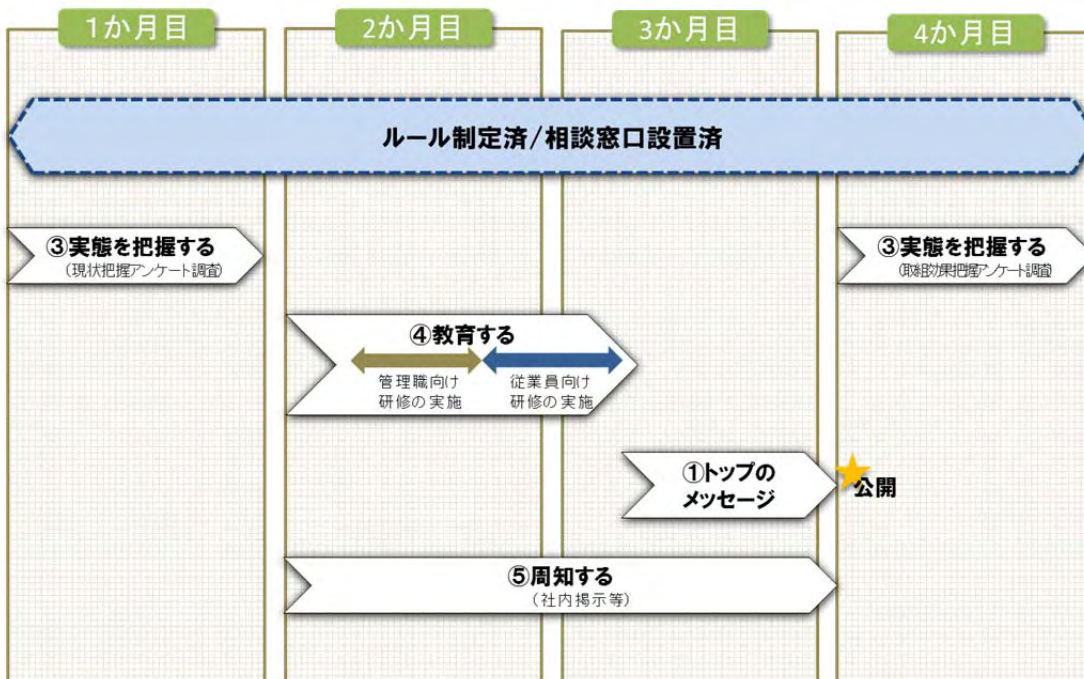 1か月目
2か月目
3か月目
4か月目
ルール制定済/相談窓口設置済
③実態を把握する
(現状把握アンケート調査)
③実態を把握する
(取組効果把握アンケート調査)
④教育する
管理職向け
研修の実施
従業員向け
研修の実施
①トップの
メッセージ
公開
⑤周知する
(社内掲示等)